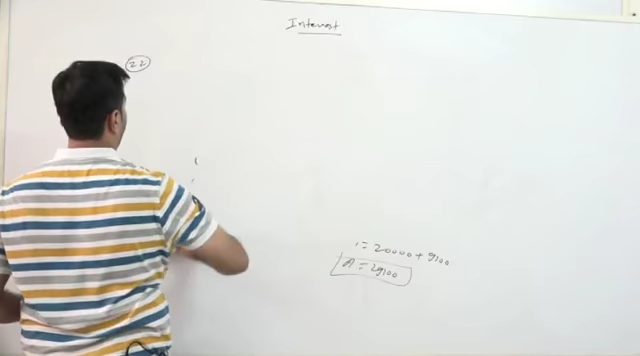 Interest
22
= 20000 + 9100
A = 29100